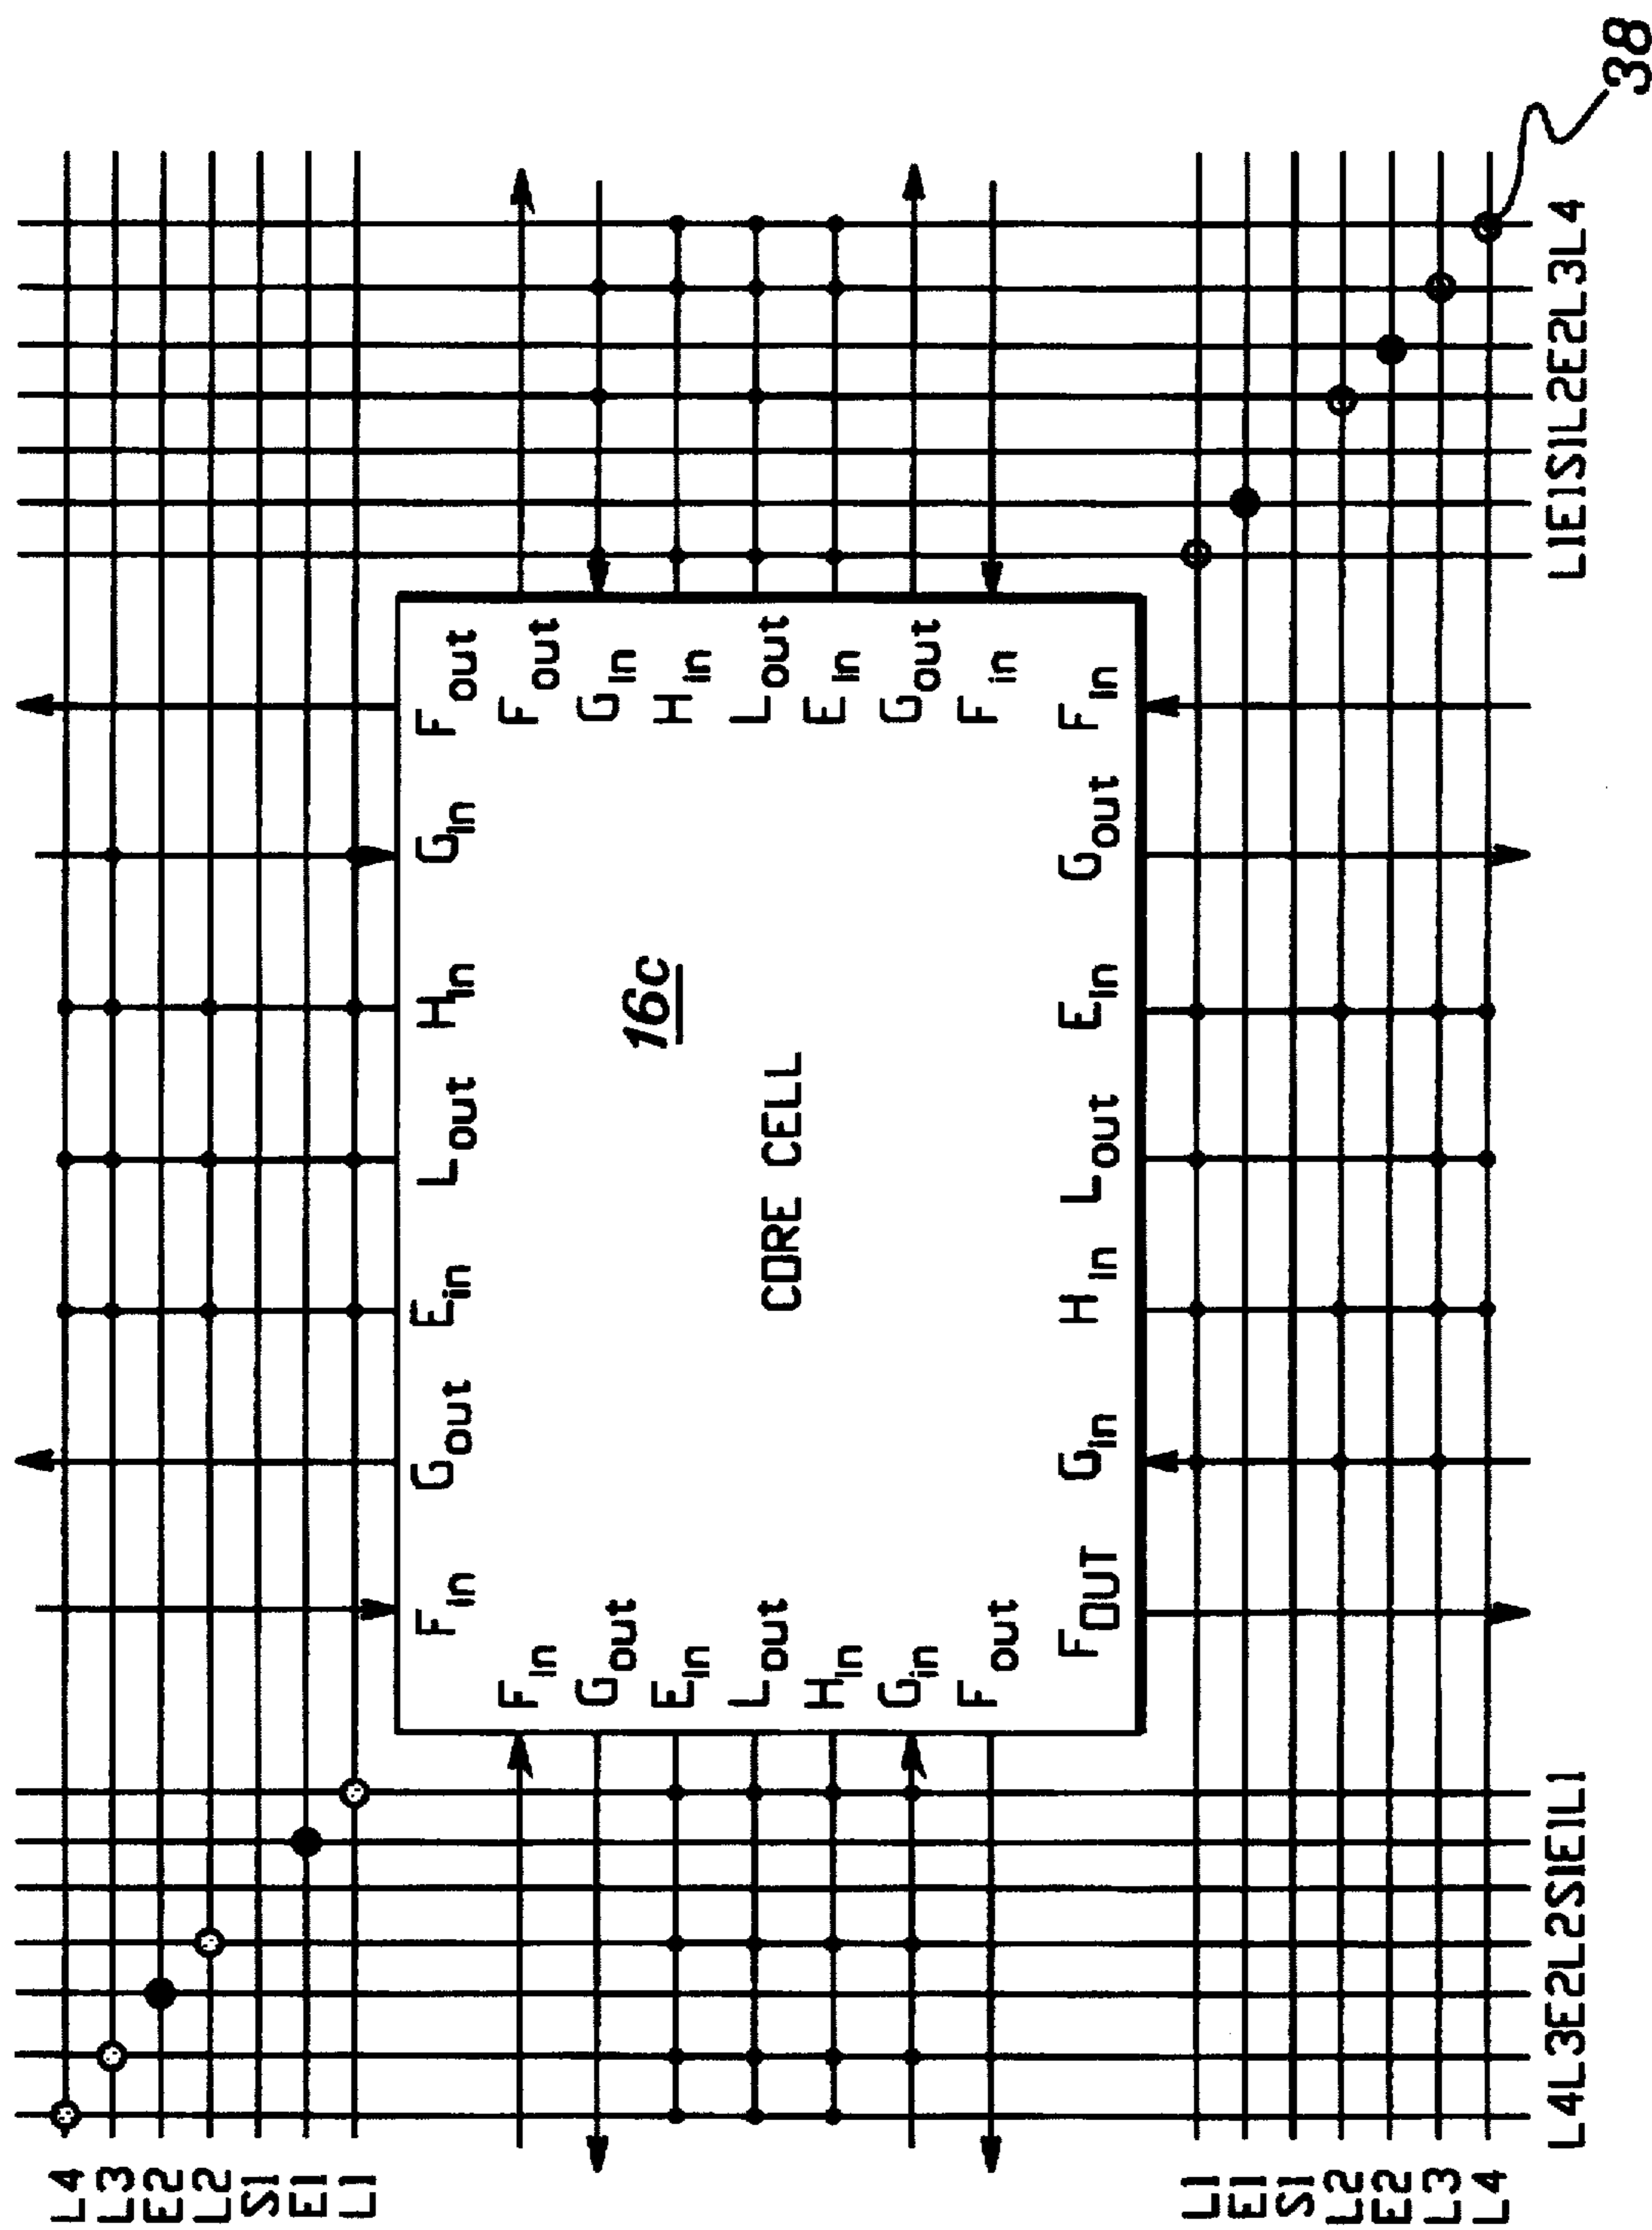 L4
L3
E2
L2
S1
E1
L1
Fin Gout Ein Lout Hin Gin Fout
Fin
Gout
Ein
Lout
Hin
Gin
Fout
16c
CORE CELL
Fout
Gin
Hin
Lout
Ein
Gout
Fin
FOUT Gin Hin Lout Ein Gout Fin
L1
E1
S1
L2
E2
L3
L4
L4L3E2L2S1E1L1
L1E1S1L2E2L3L4
38